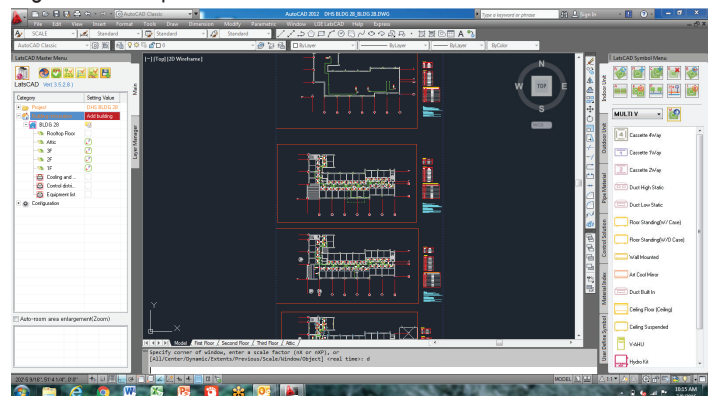 AutoCAD Classic
AutoCAD 2012 DHS BLDG 28_BLDG 28.DWG
Type a keyword or phrase
Sign In
File Edit View Insert Format Tools Draw Dimension Modify Parametric Window LGE LatsCAD Help Express
SCALE Standard Standard Standard
AutoCAD Classic 0 ByLayer ByLayer ByLayer ByColor
LatsCAD Master Menu
LatsCAD Ver( 3.5.2.8 )
Category Setting Value
Project DHS BLDG 28
Add building
BLDG 28
Rooftop Floor
Attic
3F
2F
1F
Cooling and ...
Control distri...
Equipment list
Configuration
Auto-room area enlargement(Zoom)
Main
Layer Manager
[-] [Top] [2D Wireframe]
N
W TOP E
S
WCS
Y
X
Model First Floor Second Floor Third Floor Attic
Specify corner of window, enter a scale factor (nX or nXP), or
[All/Center/Dynamic/Extents/Previous/Scale/Window/Object] <real time>: d
LatsCAD Symbol Menu
Indoor Unit
Outdoor Unit
Pipe Material
Control Solution
Material Index
User Define Symbol
MULTI V
Cassette 4Way
Cassette 1Way
Cassette 2Way
Duct High Static
Duct Low Static
Floor Standing(W/ Case)
Floor Standing(W/O Case)
Wall Mounted
Art Cool Mirror
Duct Built In
Ceiling Floor (Ceiling)
Ceiling Suspended
V-AHU
Hydro Kit
MODEL
10:15 AM